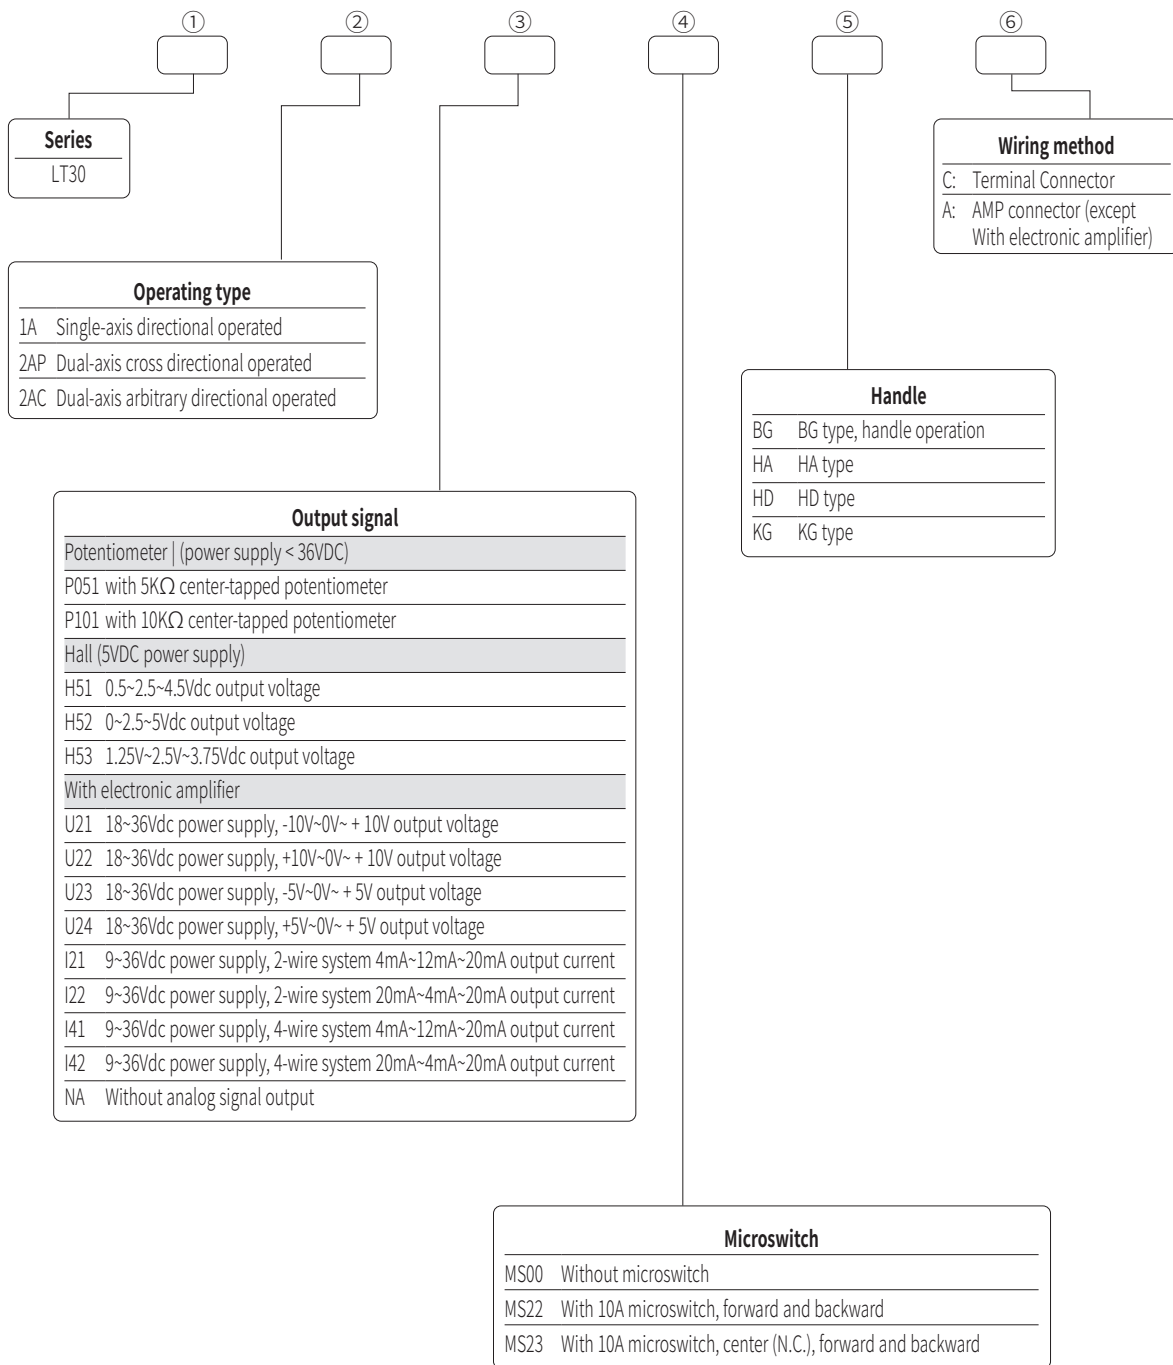 ① ② ③ ④ ⑤ ⑥
Series
LT30
Wiring method
C: Terminal Connector
A: AMP connector (except
With electronic amplifier)
Operating type
1A Single-axis directional operated
2AP Dual-axis cross directional operated
2AC Dual-axis arbitrary directional operated
Handle
BG BG type, handle operation
HA HA type
HD HD type
KG KG type
Output signal
Potentiometer | (power supply < 36VDC)
P051 with 5KΩ center-tapped potentiometer
P101 with 10KΩ center-tapped potentiometer
Hall (5VDC power supply)
H51 0.5~2.5~4.5Vdc output voltage
H52 0~2.5~5Vdc output voltage
H53 1.25V~2.5V~3.75Vdc output voltage
With electronic amplifier
U21 18~36Vdc power supply, -10V~0V~ + 10V output voltage
U22 18~36Vdc power supply, +10V~0V~ + 10V output voltage
U23 18~36Vdc power supply, -5V~0V~ + 5V output voltage
U24 18~36Vdc power supply, +5V~0V~ + 5V output voltage
I21 9~36Vdc power supply, 2-wire system 4mA~12mA~20mA output current
I22 9~36Vdc power supply, 2-wire system 20mA~4mA~20mA output current
I41 9~36Vdc power supply, 4-wire system 4mA~12mA~20mA output current
I42 9~36Vdc power supply, 4-wire system 20mA~4mA~20mA output current
NA Without analog signal output
Microswitch
MS00 Without microswitch
MS22 With 10A microswitch, forward and backward
MS23 With 10A microswitch, center (N.C.), forward and backward